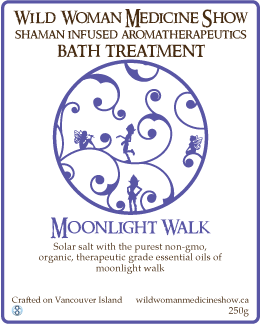 Wild Woman Medicine Show
shaman infused aromatherapeutics
bath treatment
Moonlight Walk
Solar salt with the purest non-gmo,
organic, therapeutic grade essential oils of
moonlight walk
Crafted on Vancouver Island wildwomanmedicineshow.ca
250g